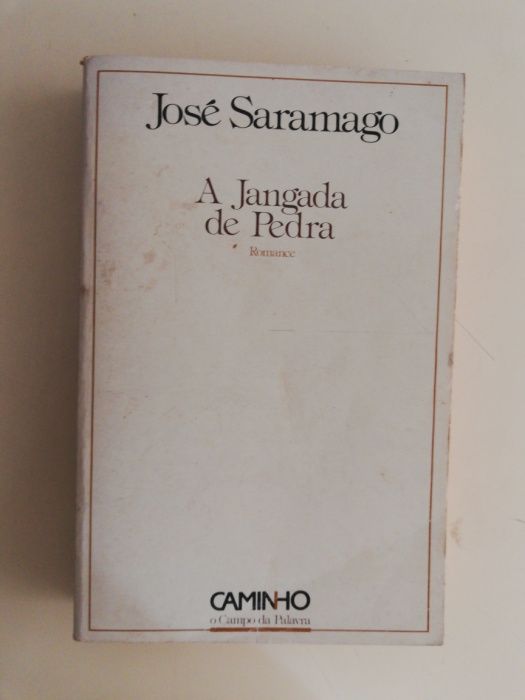 José Saramago
A Jangada
de Pedra
Romance
CAMINHO
o Campo da Palavra